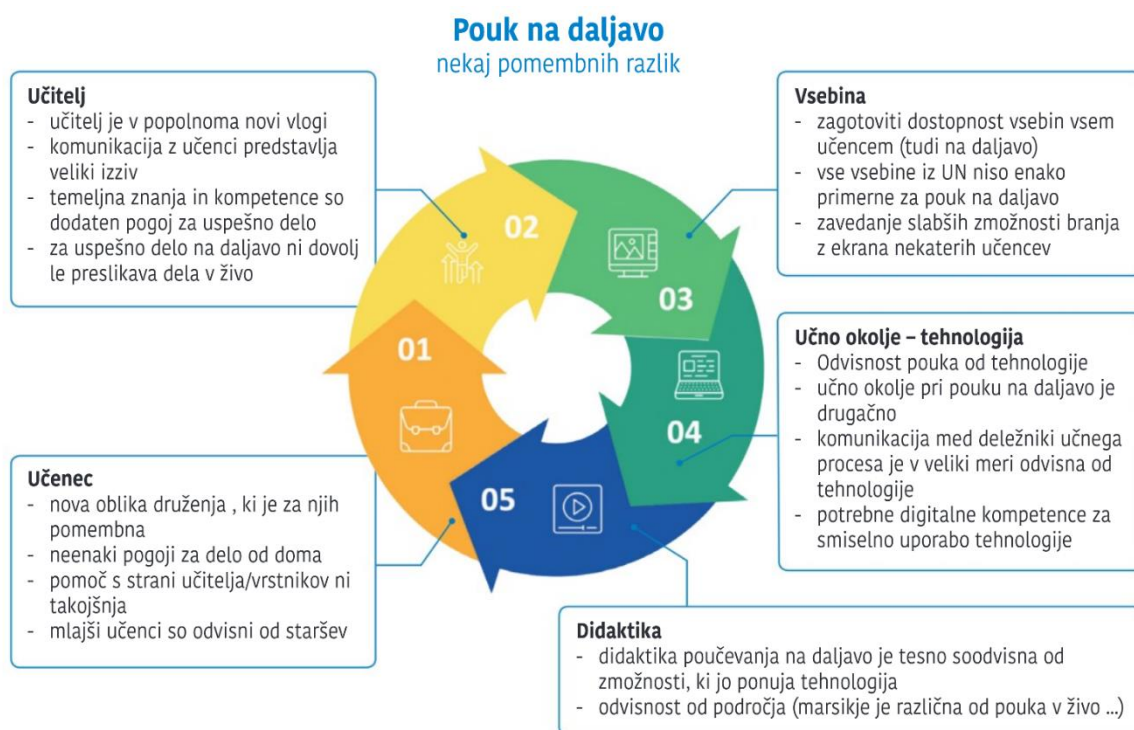 Pouk na daljavo
nekaj pomembnih razlik
Učitelj
- učitelj je v popolnoma novi vlogi
- komunikacija z učenci predstavlja
veliki izziv
- temeljna znanja in kompetence so
dodaten pogoj za uspešno delo
- za uspešno delo na daljavo ni dovolj
le preslikava dela v živo
Vsebina
- zagotoviti dostopnost vsebin vsem
učencem (tudi na daljavo)
- vse vsebine iz UN niso enako
primerne za pouk na daljavo
- zavedanje slabših zmožnosti branja
z ekrana nekaterih učencev
02
03
01
04
05
Učno okolje – tehnologija
- Odvisnost pouka od tehnologije
- učno okolje pri pouku na daljavo je
drugačno
- komunikacija med deležniki učnega
procesa je v veliki meri odvisna od
tehnologije
- potrebne digitalne kompetence za
smiselno uporabo tehnologije
Učenec
- nova oblika druženja , ki je za njih
pomembna
- neenaki pogoji za delo od doma
- pomoč s strani učitelja/vrstnikov ni
takojšnja
- mlajši učenci so odvisni od staršev
Didaktika
- didaktika poučevanja na daljavo je tesno soodvisna od
zmožnosti, ki jo ponuja tehnologija
- odvisnost od področja (marsikje je različna od pouka v živo ...)